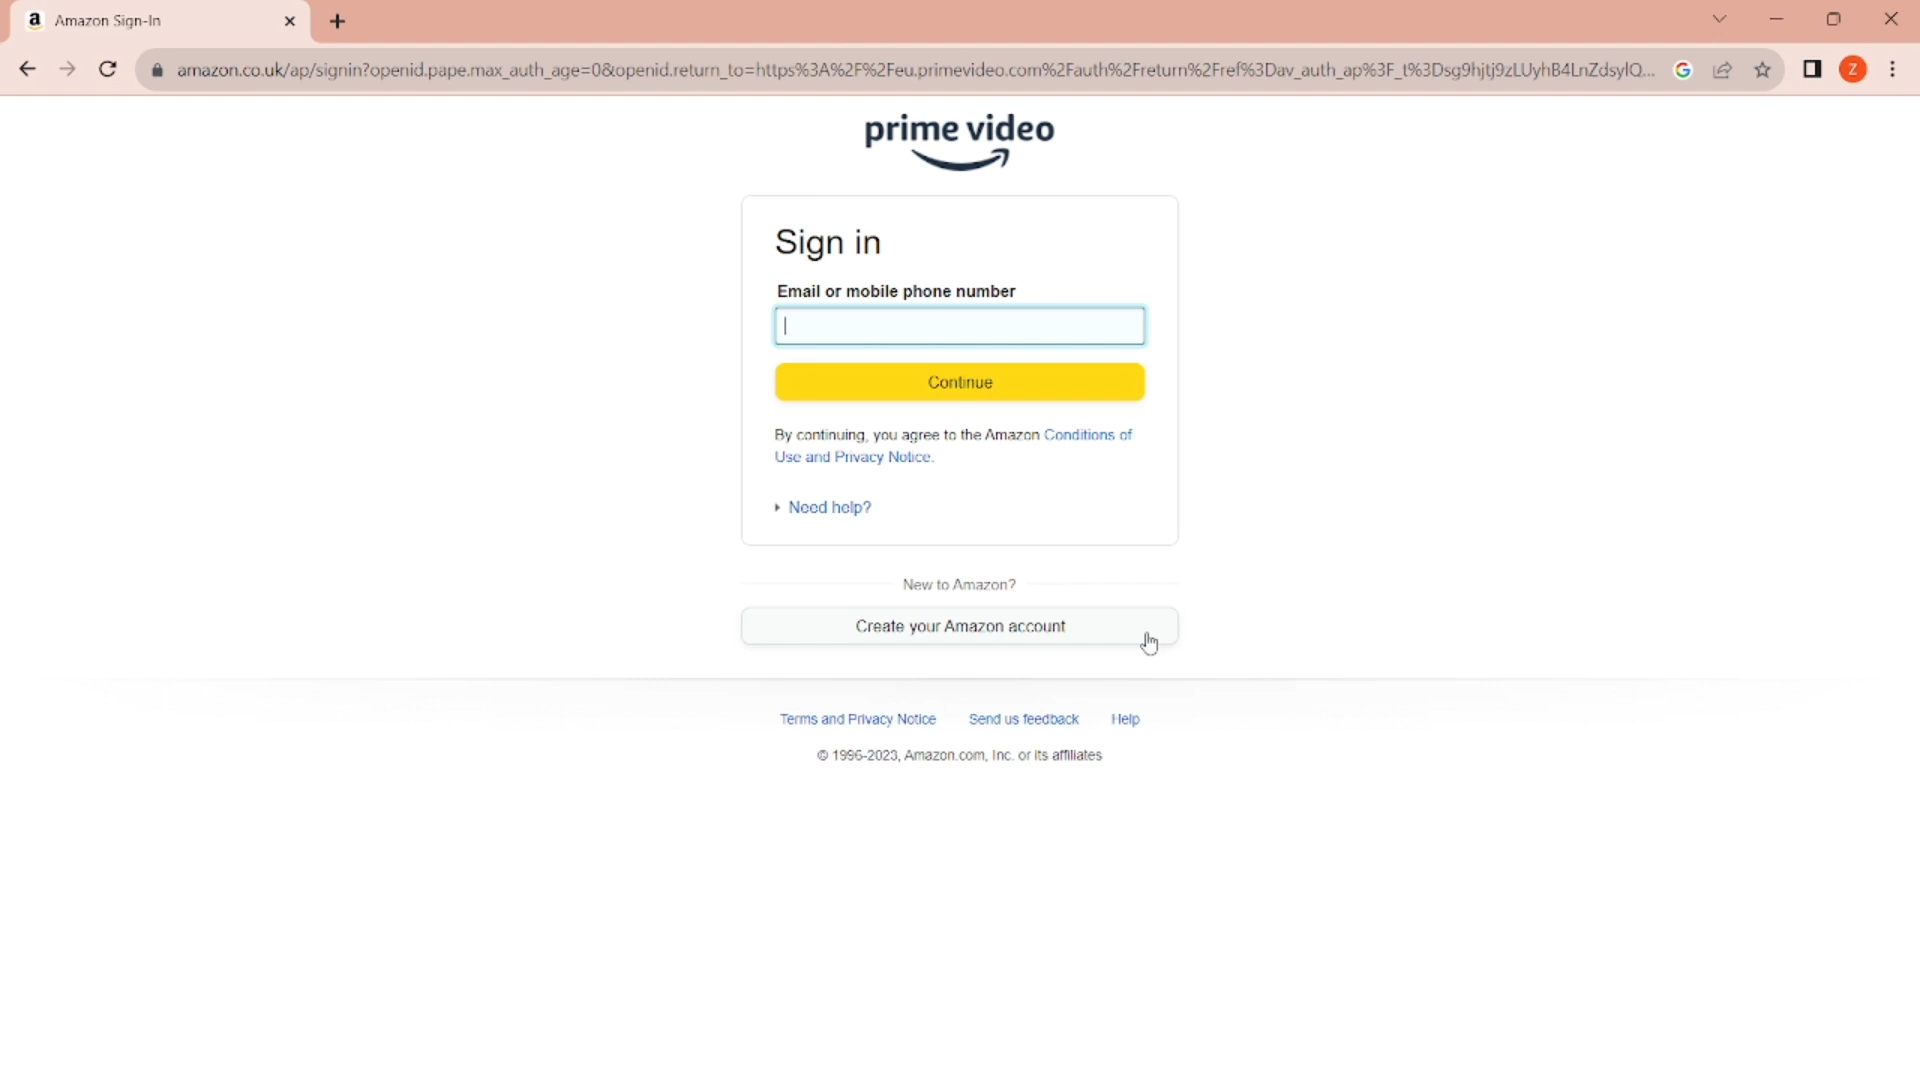 a Amazon Sign-In
amazon.co.uk/ap/signin?openid.pape.max_auth_age=0&openid.return_to=https%3A%2F%2Feu.primevideo.com%2Fauth%2Freturn%2Fref%3Dav_auth_ap%3F_t%3Dsg9hjtj9zLUyhB4LnZdsylQ...
G
Z
prime video
Sign in
Email or mobile phone number
Continue
By continuing, you agree to the Amazon Conditions of
Use and Privacy Notice.
Need help?
New to Amazon?
Create your Amazon account
Terms and Privacy Notice Send us feedback Help
© 1996-2023, Amazon.com, Inc. or its affiliates